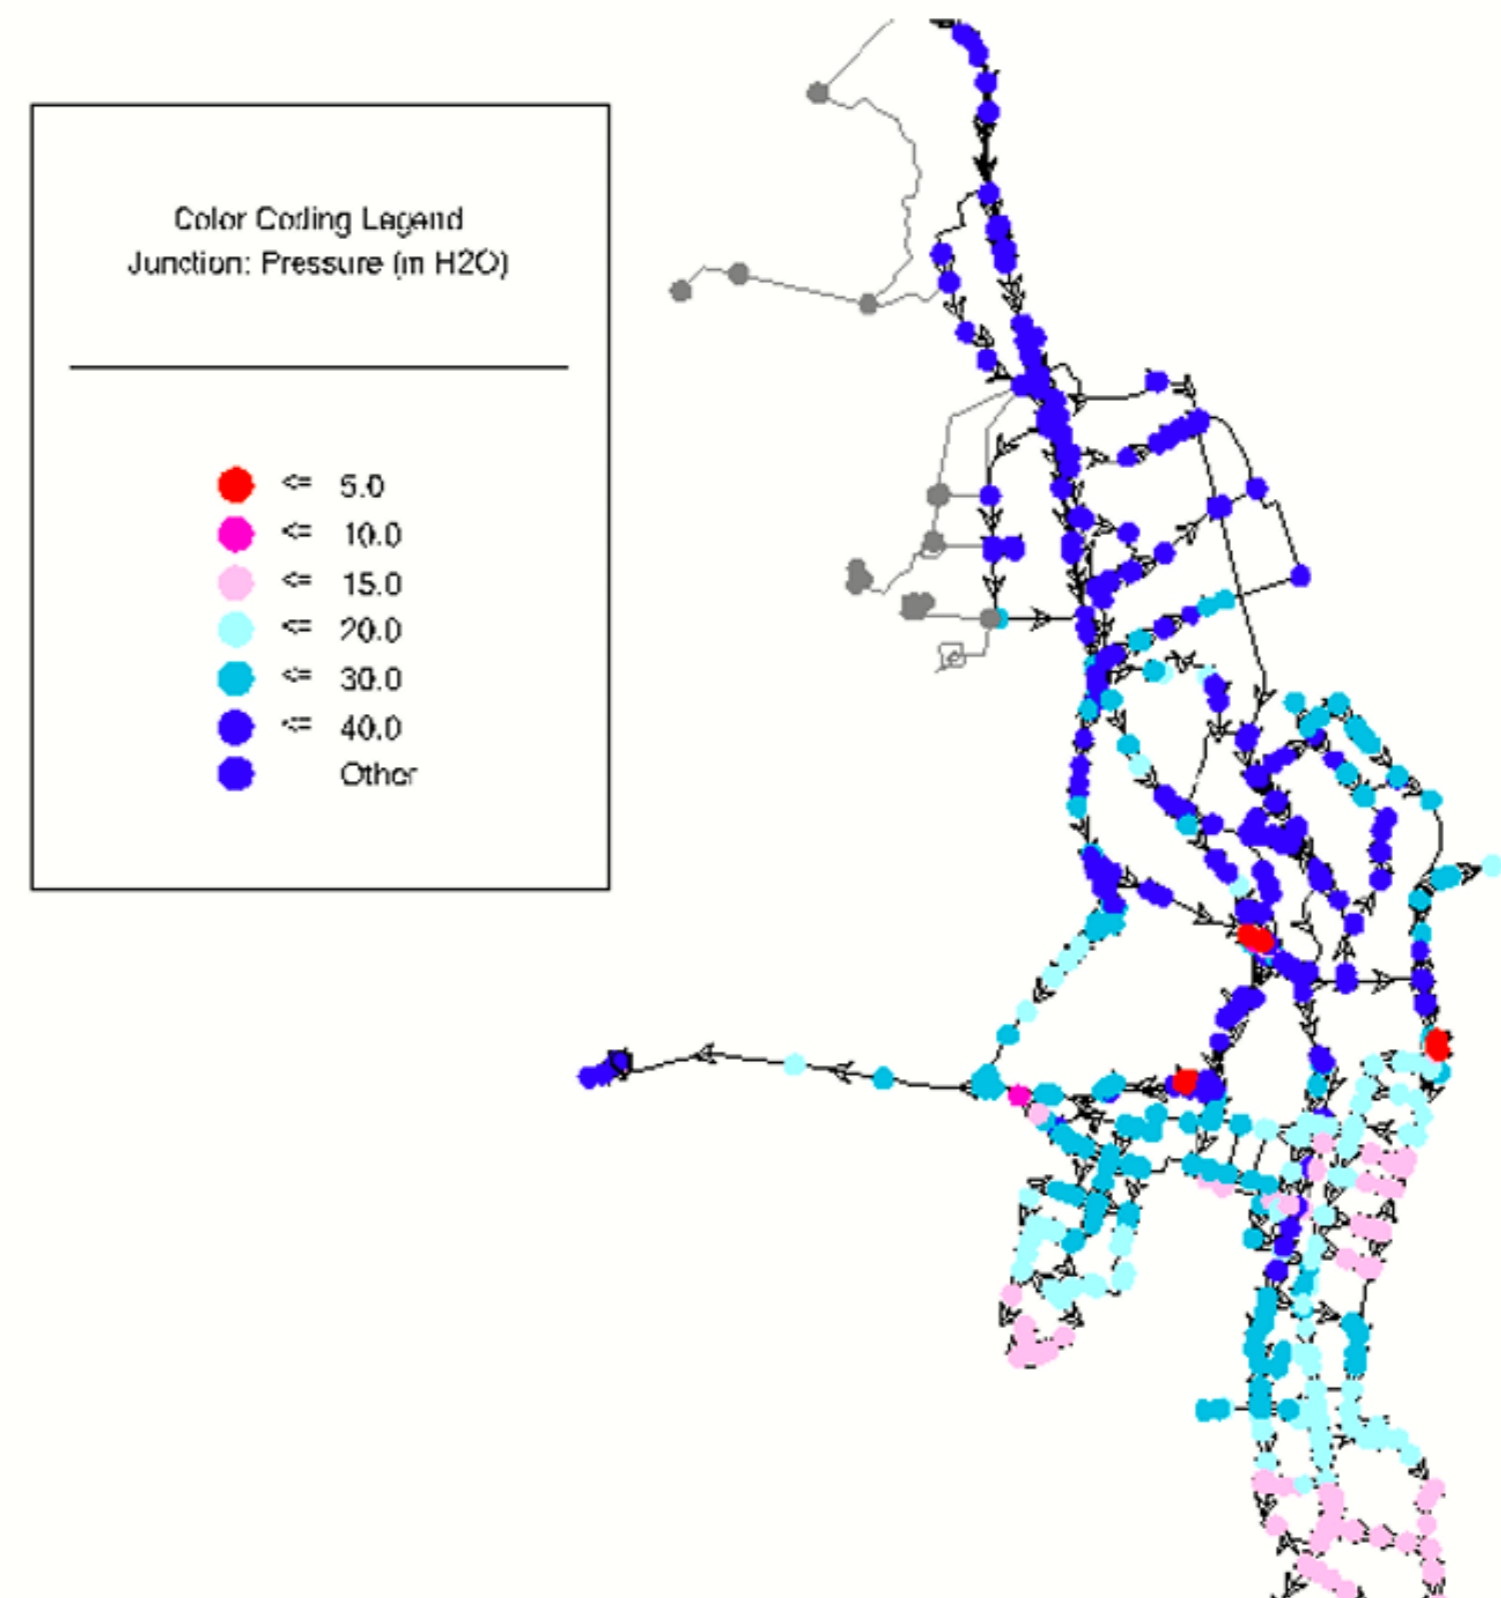 Color Coding Legend
Junction: Pressure (m H2O)
<= 5.0
<= 10.0
<= 15.0
<= 20.0
<= 30.0
<= 40.0
Other